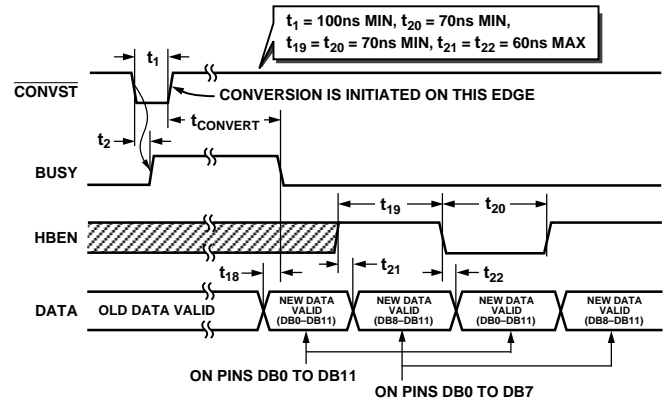 t1 = 100ns MIN, t20 = 70ns MIN,
t19 = t20 = 70ns MIN, t21 = t22 = 60ns MAX
t1
CONVST
CONVERSION IS INITIATED ON THIS EDGE
t2
tCONVERT
BUSY
t19
t20
HBEN
t18
t21
t22
DATA
OLD DATA VALID
NEW DATA
VALID
(DB0–DB11)
NEW DATA
VALID
(DB8–DB11)
NEW DATA
VALID
(DB0–DB11)
NEW DATA
VALID
(DB8–DB11)
ON PINS DB0 TO DB11
ON PINS DB0 TO DB7